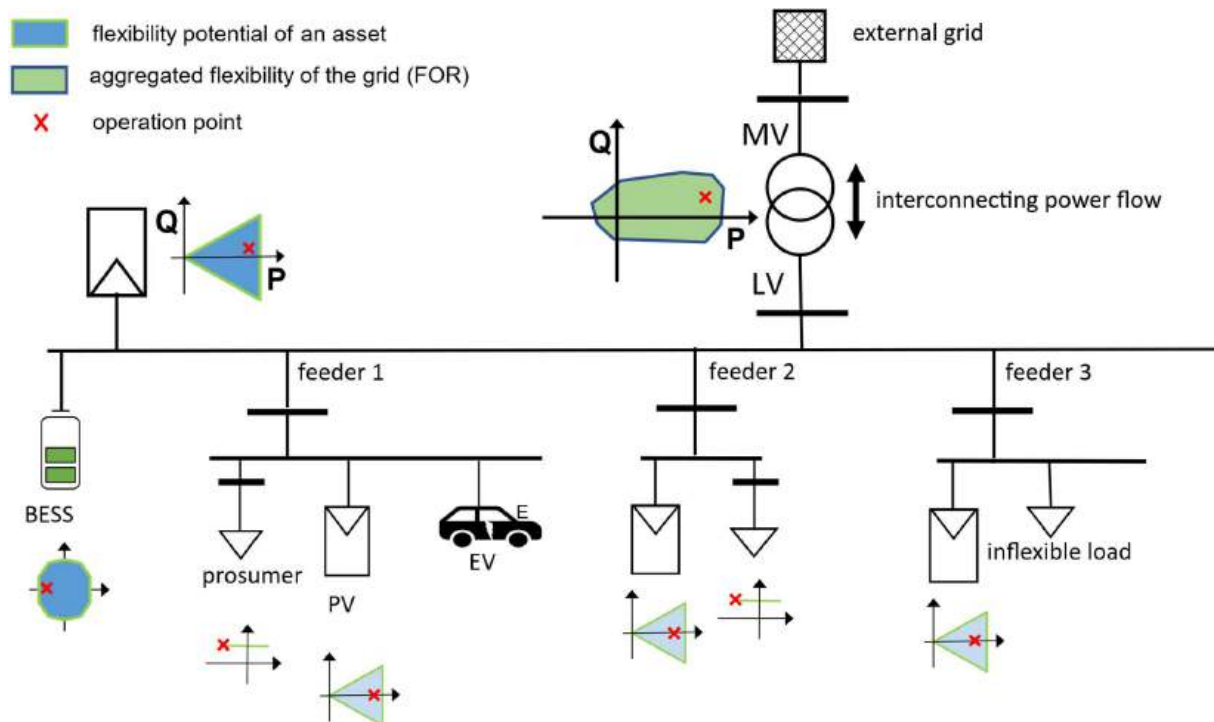 flexibility potential of an asset
aggregated flexibility of the grid (FOR)
operation point
external grid
MV
Q
P
interconnecting power flow
LV
Q
P
feeder 1
feeder 2
feeder 3
BESS
prosumer
PV
E
EV
inflexible load